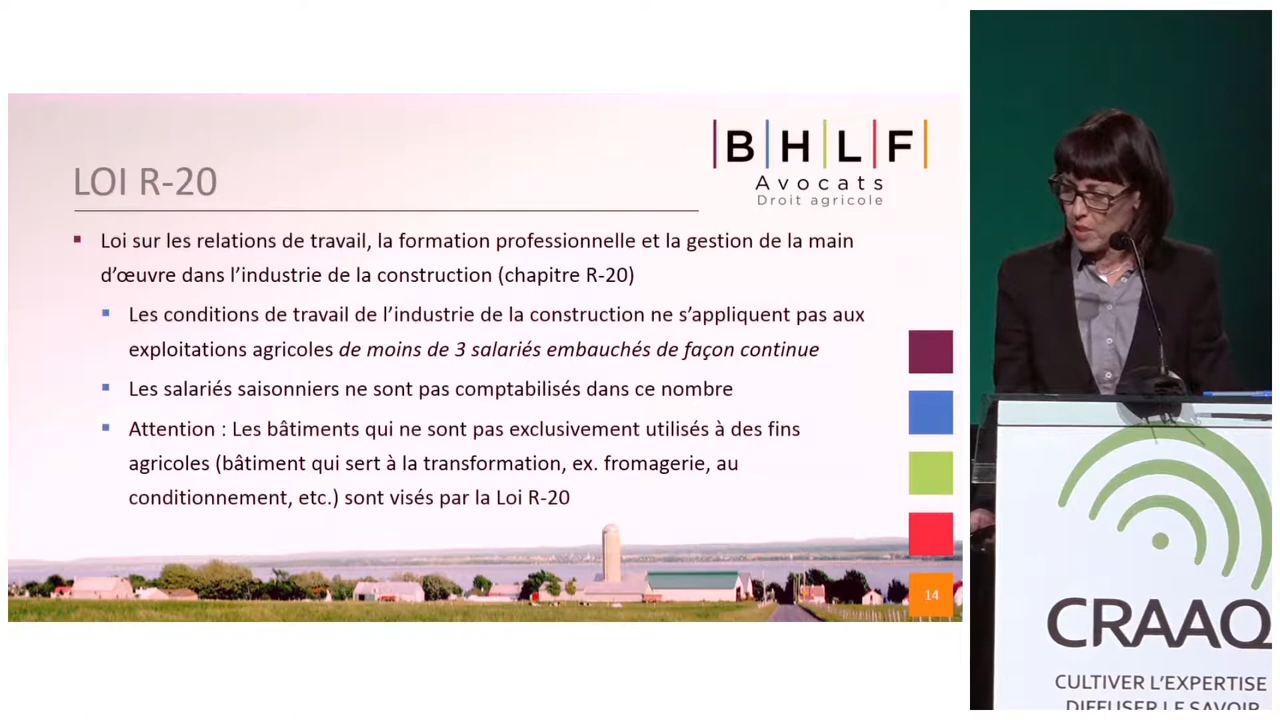 B H L F
Avocats
Droit agricole
LOI R-20
Loi sur les relations de travail, la formation professionnelle et la gestion de la main
d’œuvre dans l’industrie de la construction (chapitre R-20)
Les conditions de travail de l’industrie de la construction ne s’appliquent pas aux
exploitations agricoles de moins de 3 salariés embauchés de façon continue
Les salariés saisonniers ne sont pas comptabilisés dans ce nombre
Attention : Les bâtiments qui ne sont pas exclusivement utilisés à des fins
agricoles (bâtiment qui sert à la transformation, ex. fromagerie, au
conditionnement, etc.) sont visés par la Loi R-20
14
CRAAQ
CULTIVER L’EXPERTISE
DIFFUSER LE SAVOIR